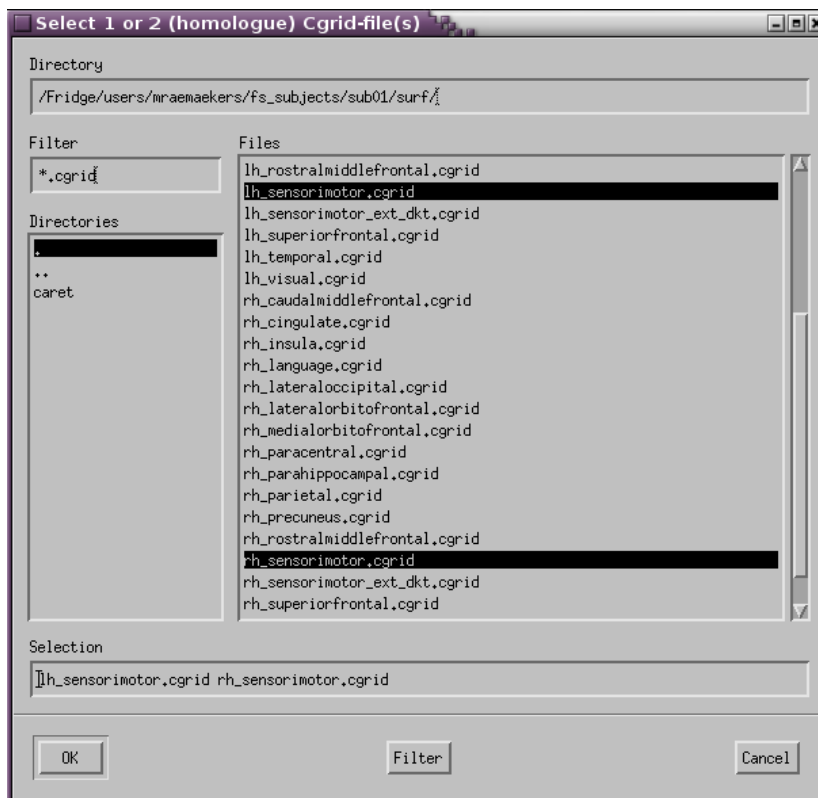 Select 1 or 2 (homologue) Cgrid-file(s)
Directory
/Fridge/users/mraemaekers/fs_subjects/sub01/surf/
Filter
*.cgrid
Directories
.
..
caret
Files
lh_rostralmiddlefrontal.cgrid
lh_sensorimotor.cgrid
lh_sensorimotor_ext_dkt.cgrid
lh_superiorfrontal.cgrid
lh_temporal.cgrid
lh_visual.cgrid
rh_caudalmiddlefrontal.cgrid
rh_cingulate.cgrid
rh_insula.cgrid
rh_language.cgrid
rh_lateraloccipital.cgrid
rh_lateralorbitofrontal.cgrid
rh_medialorbitofrontal.cgrid
rh_paracentral.cgrid
rh_parahippocampal.cgrid
rh_parietal.cgrid
rh_precuneus.cgrid
rh_rostralmiddlefrontal.cgrid
rh_sensorimotor.cgrid
rh_sensorimotor_ext_dkt.cgrid
rh_superiorfrontal.cgrid
Selection
lh_sensorimotor.cgrid rh_sensorimotor.cgrid
OK
Filter
Cancel